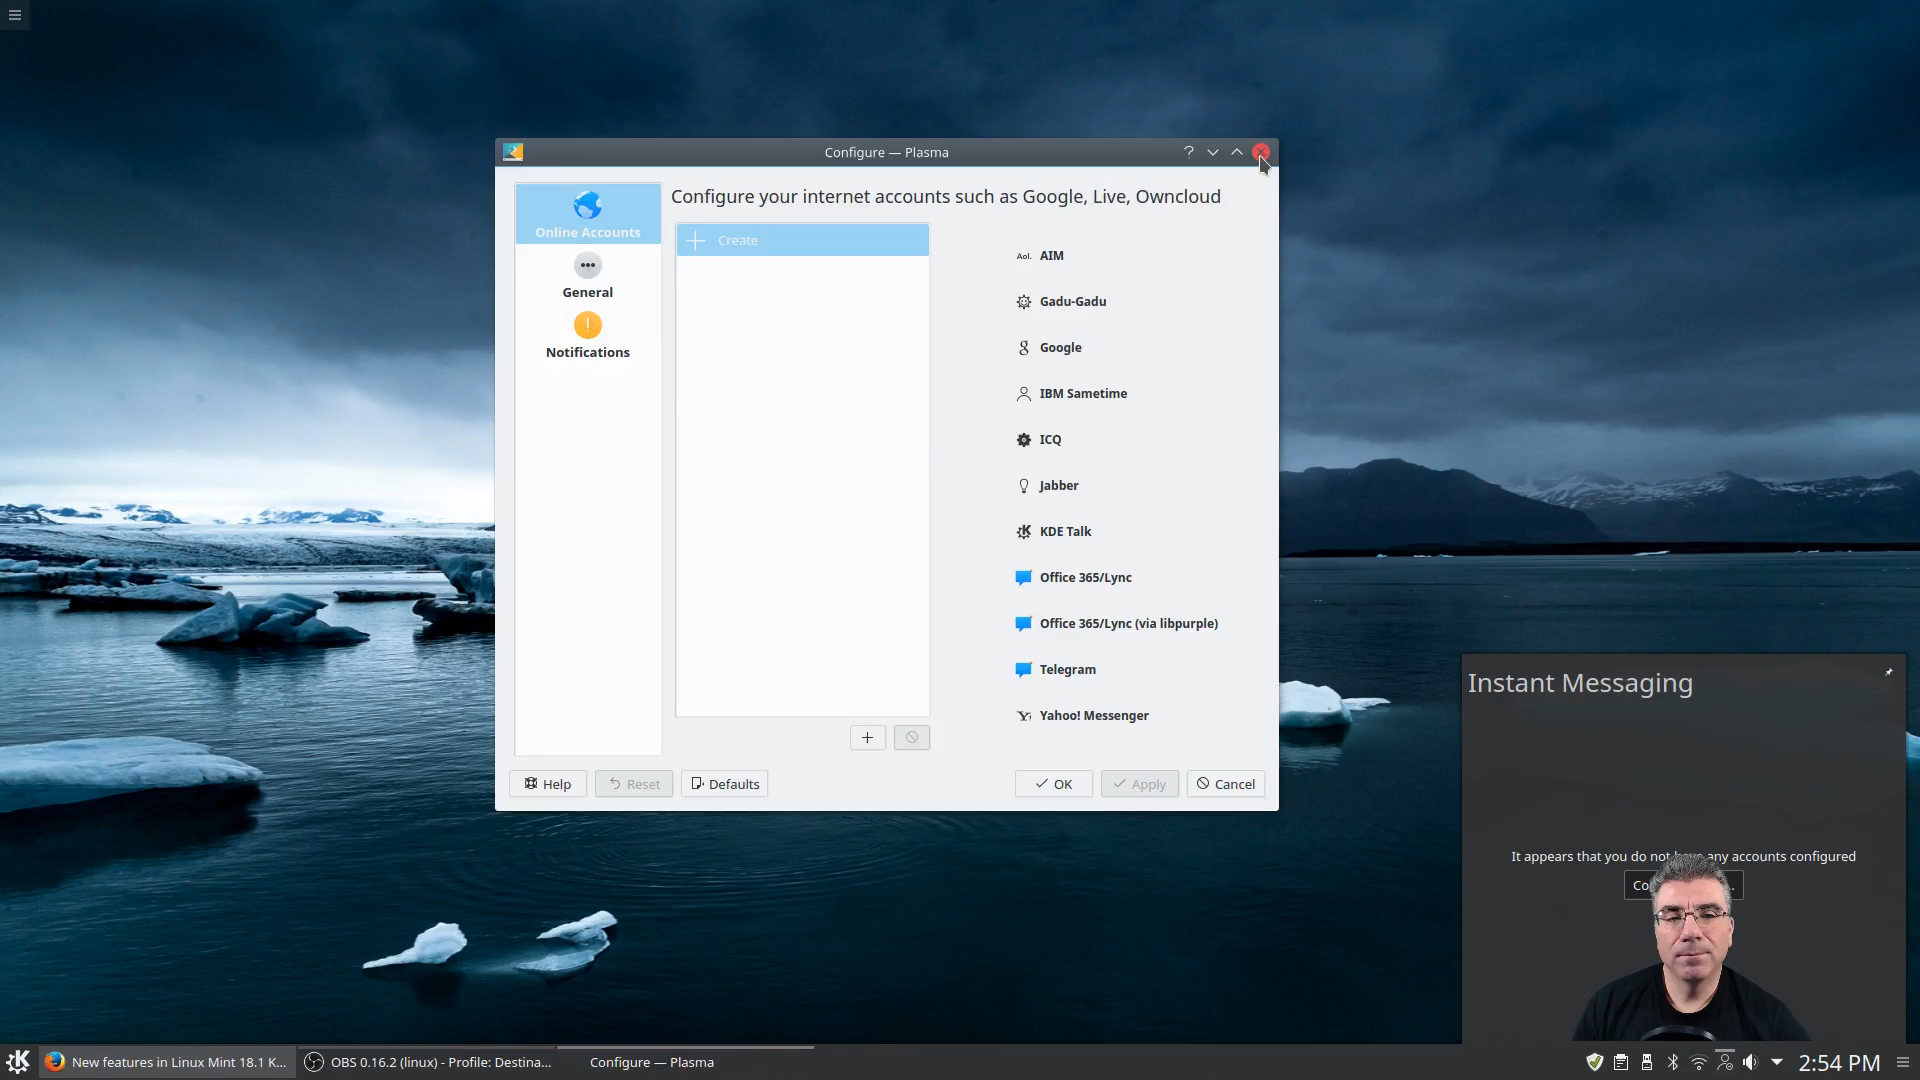 Configure — Plasma
Online Accounts
General
Notifications
Configure your internet accounts such as Google, Live, Owncloud
Create
Aol. AIM
Gadu-Gadu
Google
IBM Sametime
ICQ
Jabber
KDE Talk
Office 365/Lync
Office 365/Lync (via libpurple)
Telegram
Yahoo! Messenger
Help
Reset
Defaults
OK
Apply
Cancel
Instant Messaging
It appears that you do not any accounts configured
New features in Linux Mint 18.1 K...
OBS 0.16.2 (linux) - Profile: Destina...
Configure — Plasma
2:54 PM